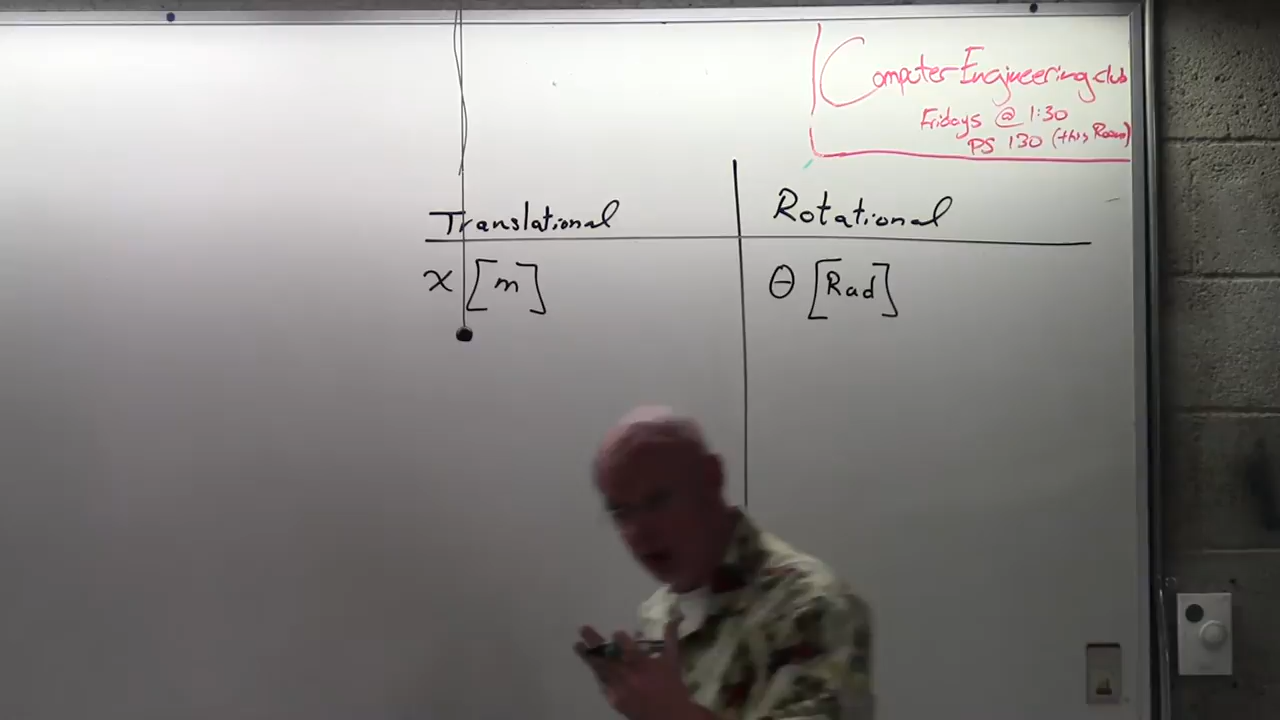 Computer Engineering club
Fridays @ 1:30
PS 130 (this Room)
Translational Rotational
x [m] θ [Rad]